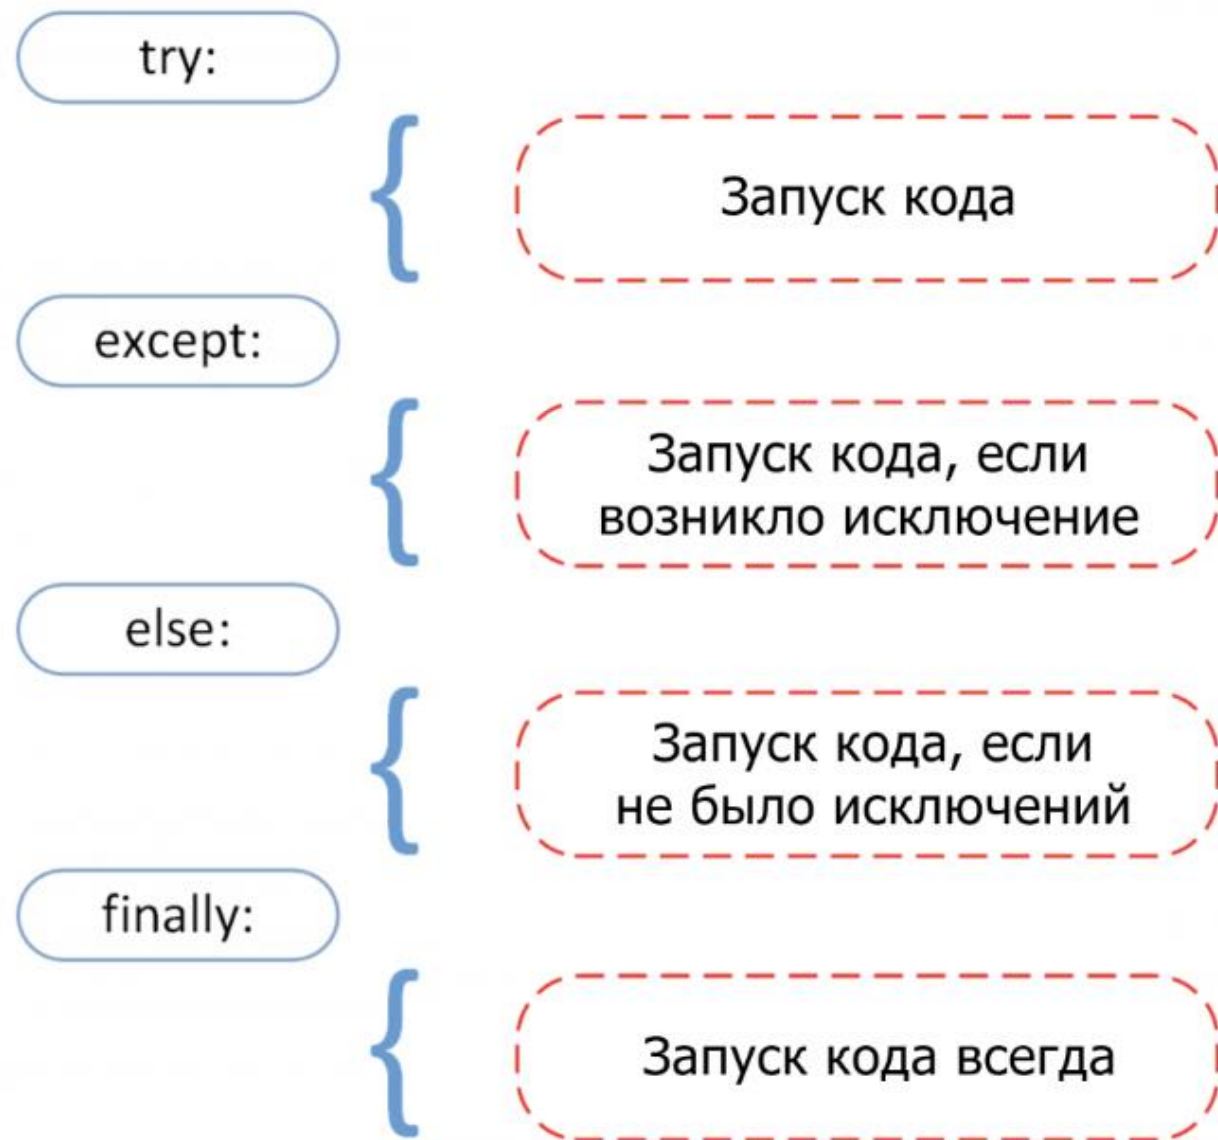 try:
Запуск кода
except:
Запуск кода, если
возникло исключение
else:
Запуск кода, если
не было исключений
finally:
Запуск кода всегда